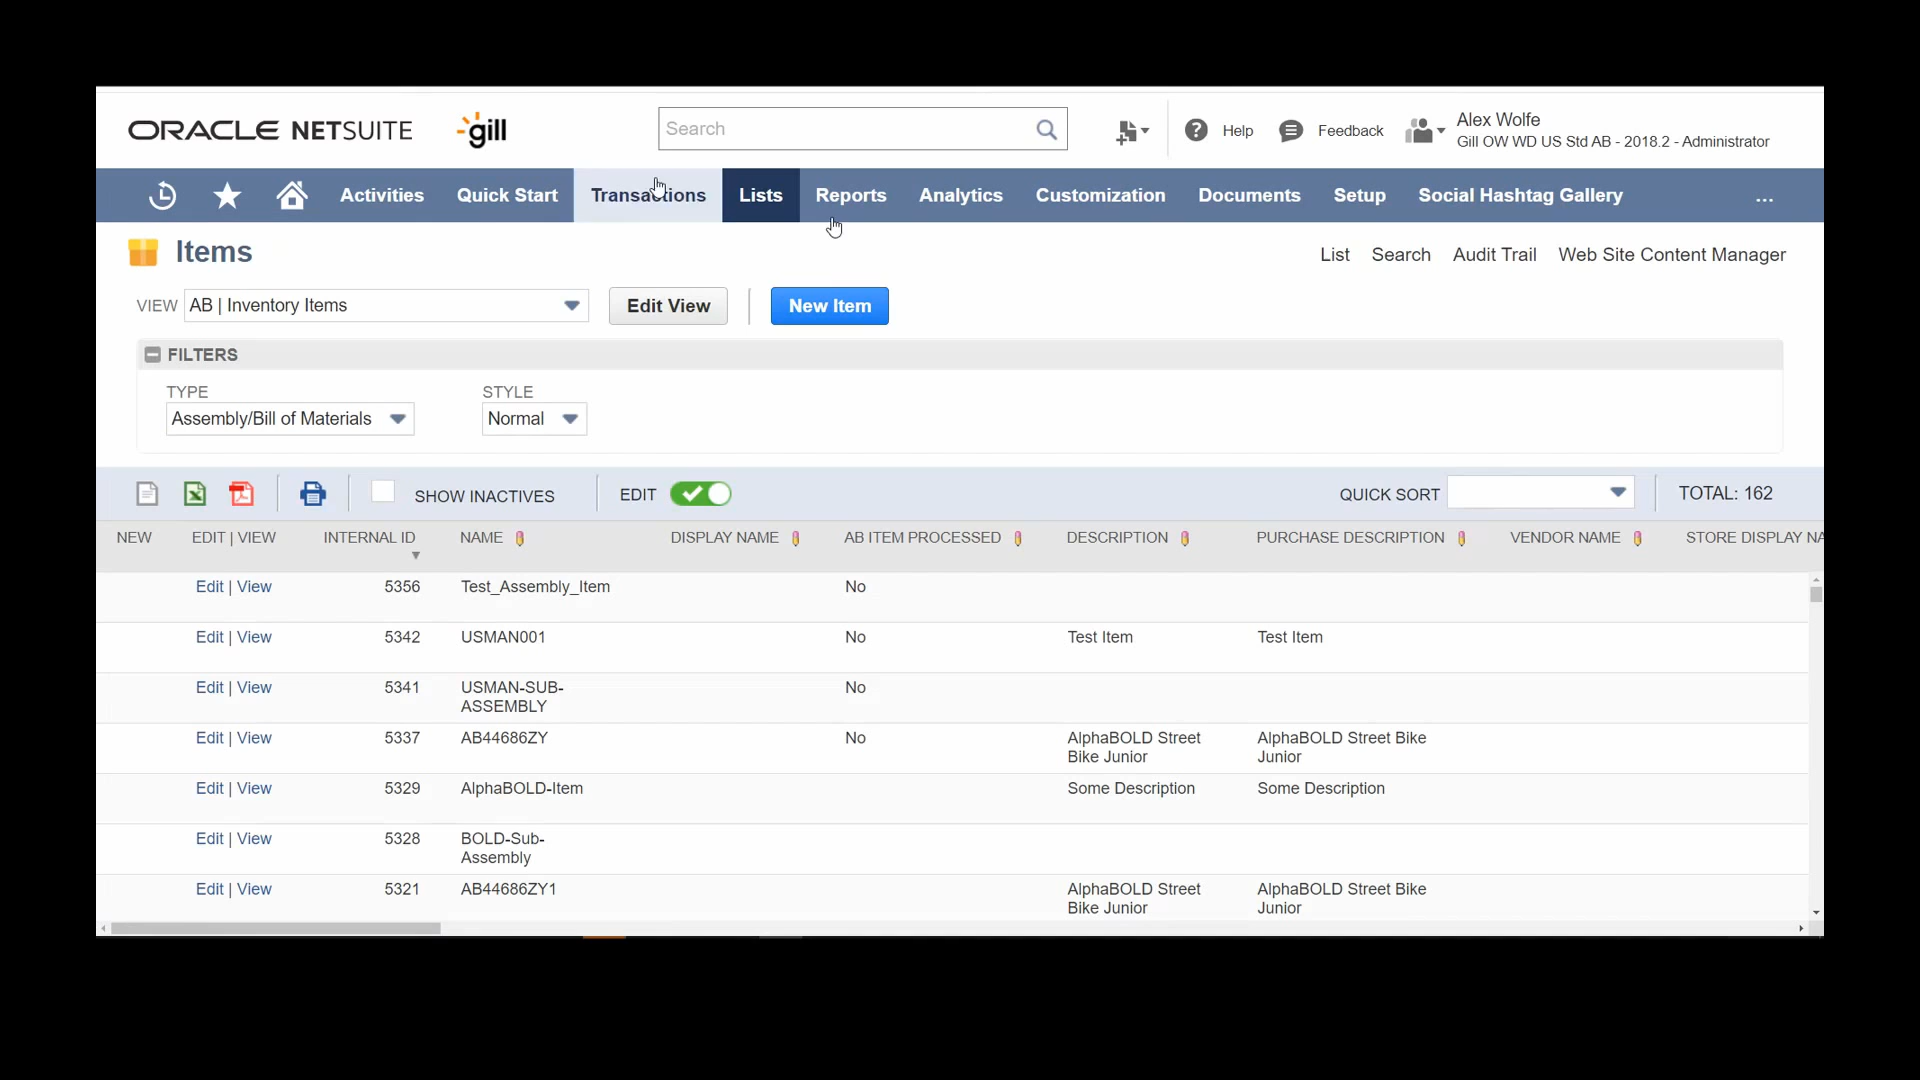 ORACLE NETSUITE
gill
Search
Help
Feedback
Alex Wolfe
Gill OW WD US Std AB - 2018.2 - Administrator
Activities
Quick Start
Transactions
Lists
Reports
Analytics
Customization
Documents
Setup
Social Hashtag Gallery
...
Items
List
Search
Audit Trail
Web Site Content Manager
VIEW
AB | Inventory Items
Edit View
New Item
FILTERS
TYPE
STYLE
Assembly/Bill of Materials
Normal
SHOW INACTIVES
EDIT
QUICK SORT
TOTAL: 162
NEW
EDIT | VIEW
INTERNAL ID
NAME
DISPLAY NAME
AB ITEM PROCESSED
DESCRIPTION
PURCHASE DESCRIPTION
VENDOR NAME
STORE DISPLAY NA
Edit | View
5356
Test_Assembly_Item
No
Edit | View
5342
USMAN001
No
Test Item
Test Item
Edit | View
5341
USMAN-SUB-
ASSEMBLY
No
Edit | View
5337
AB44686ZY
No
AlphaBOLD Street
Bike Junior
AlphaBOLD Street Bike
Junior
Edit | View
5329
AlphaBOLD-Item
Some Description
Some Description
Edit | View
5328
BOLD-Sub-
Assembly
Edit | View
5321
AB44686ZY1
AlphaBOLD Street
Bike Junior
AlphaBOLD Street Bike
Junior